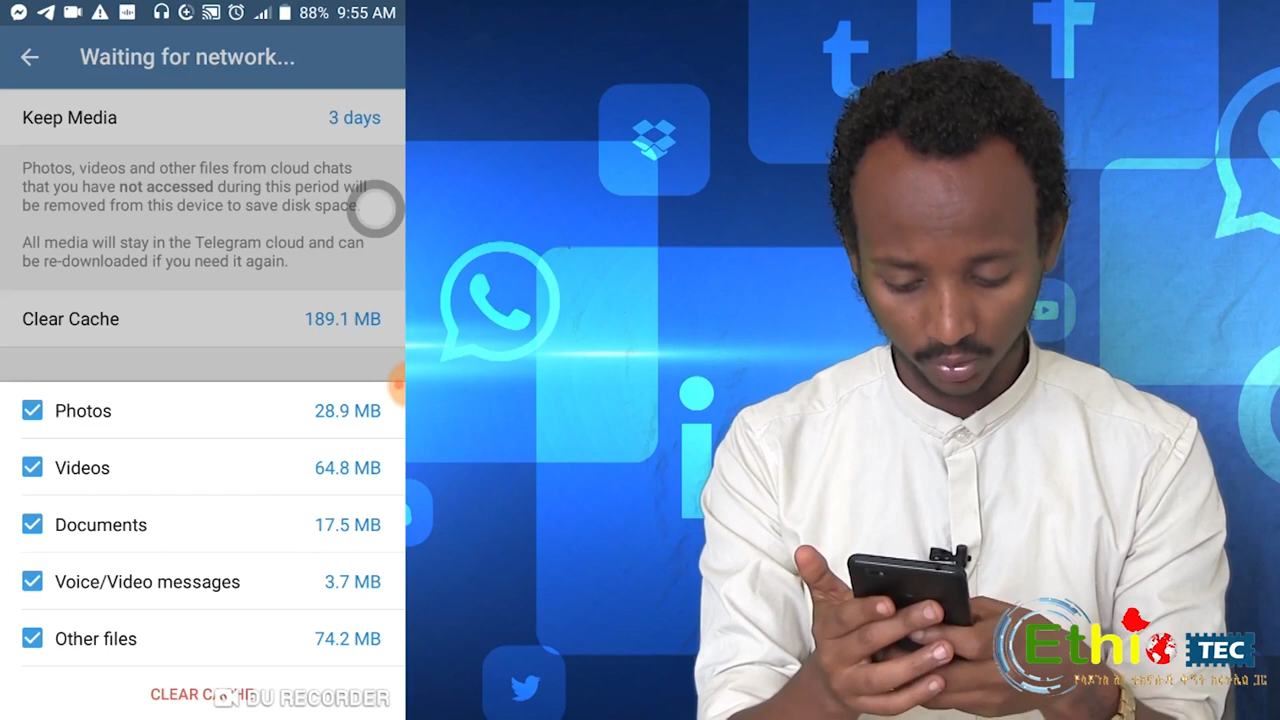 88% 9:55 AM
Waiting for network...
Keep Media 3 days
Photos, videos and other files from cloud chats
that you have not accessed during this period will
be removed from this device to save disk space.
All media will stay in the Telegram cloud and can
be re-downloaded if you need it again.
Clear Cache 189.1 MB
Photos 28.9 MB
Videos 64.8 MB
Documents 17.5 MB
Voice/Video messages 3.7 MB
Other files 74.2 MB
CLEAR CACHE
DU RECORDER
Ethio
TEC